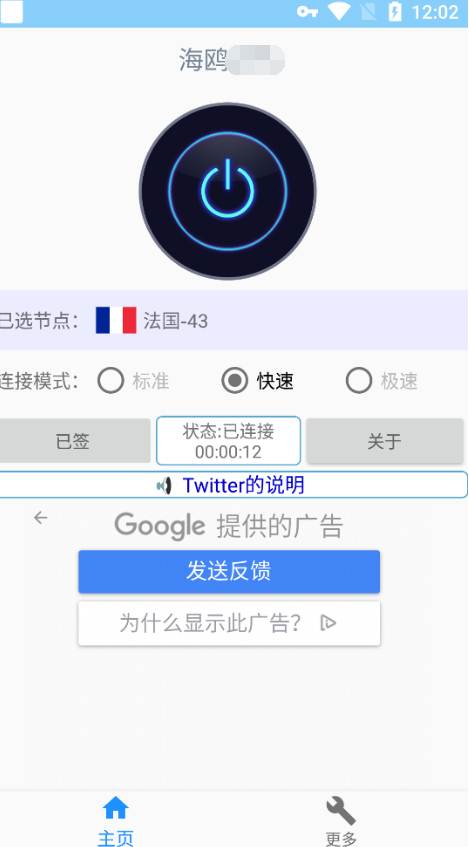 12:02
海鸥
已选节点： 法国-43
连接模式： 标准 快速 极速
已签
状态:已连接
00:00:12
关于
Twitter的说明
Google 提供的广告
发送反馈
为什么显示此广告？
主页
更多